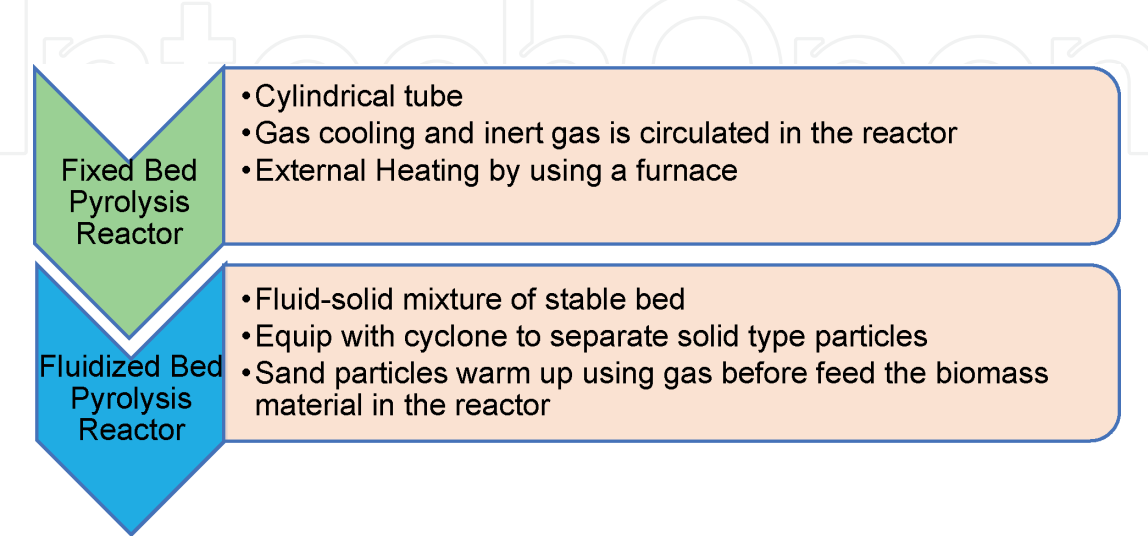 IntechOpen
Fixed Bed
Pyrolysis
Reactor
•Cylindrical tube
•Gas cooling and inert gas is circulated in the reactor
•External Heating by using a furnace
Fluidized Bed
Pyrolysis
Reactor
•Fluid-solid mixture of stable bed
•Equip with cyclone to separate solid type particles
•Sand particles warm up using gas before feed the biomass
material in the reactor